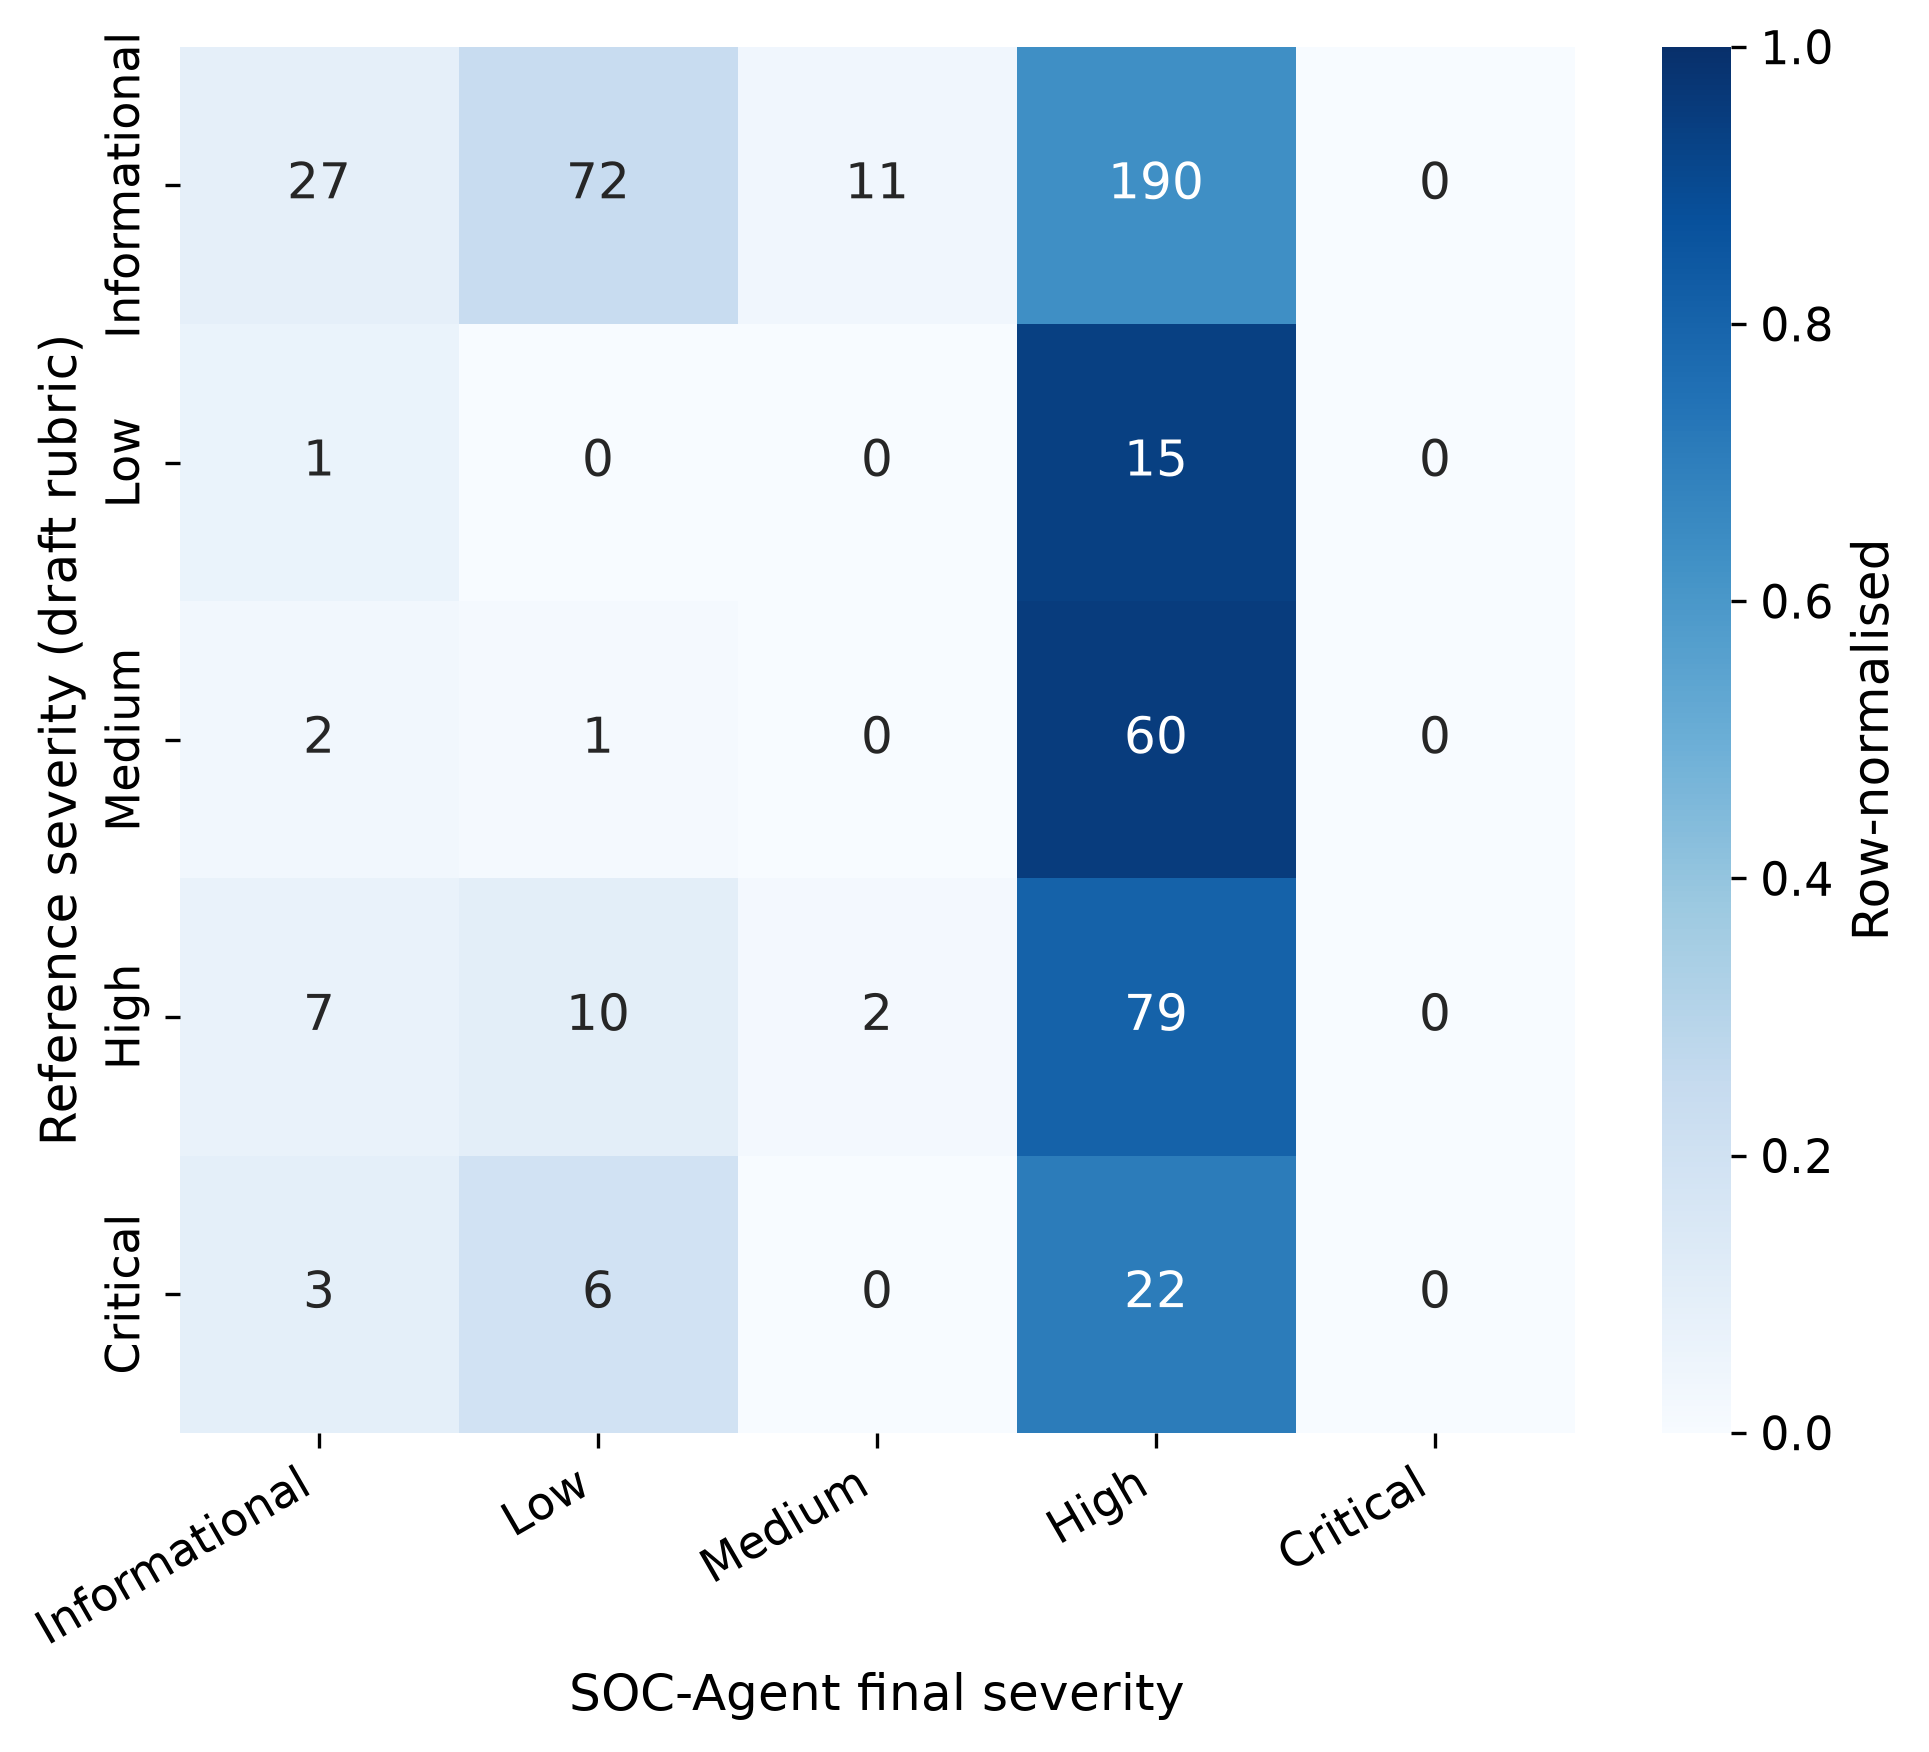 Reference severity (draft rubric)
Informational
27 72 11 190 0
Low
1 0 0 15 0
Medium
2 1 0 60 0
High
7 10 2 79 0
Critical
3 6 0 22 0
Informational Low Medium High Critical
SOC-Agent final severity
1.0
0.8
0.6
0.4
0.2
0.0
Row-normalised